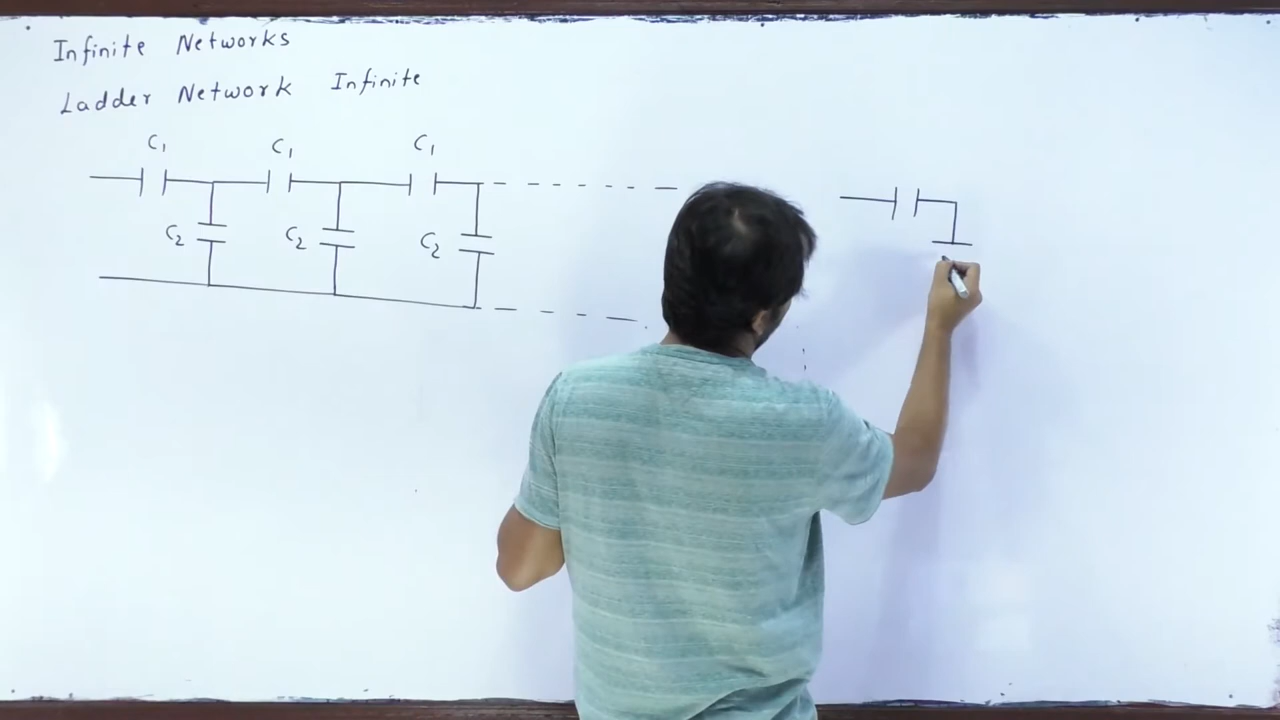 Infinite Networks
Ladder Network Infinite
C1 C1 C1
C2 C2 C2